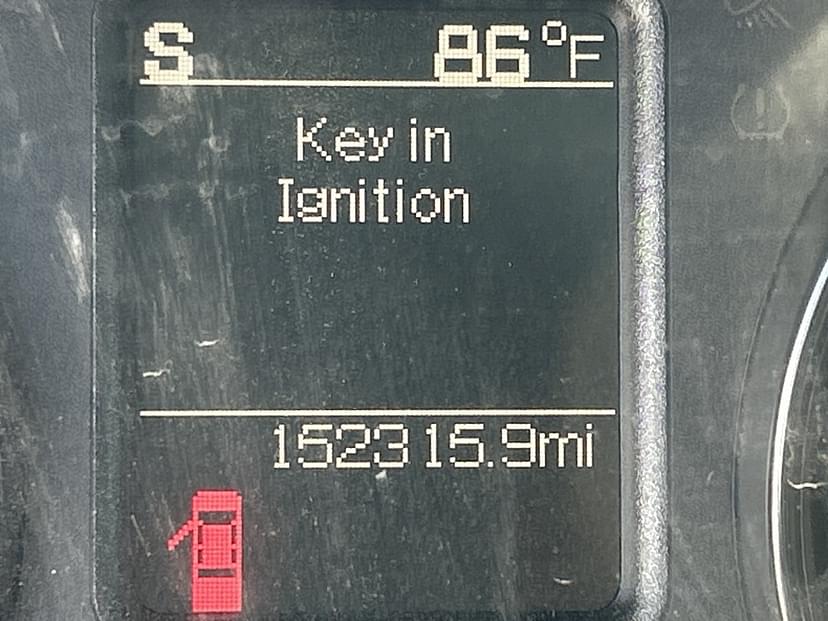 S 86°F
Key in
Ignition
152315.9mi